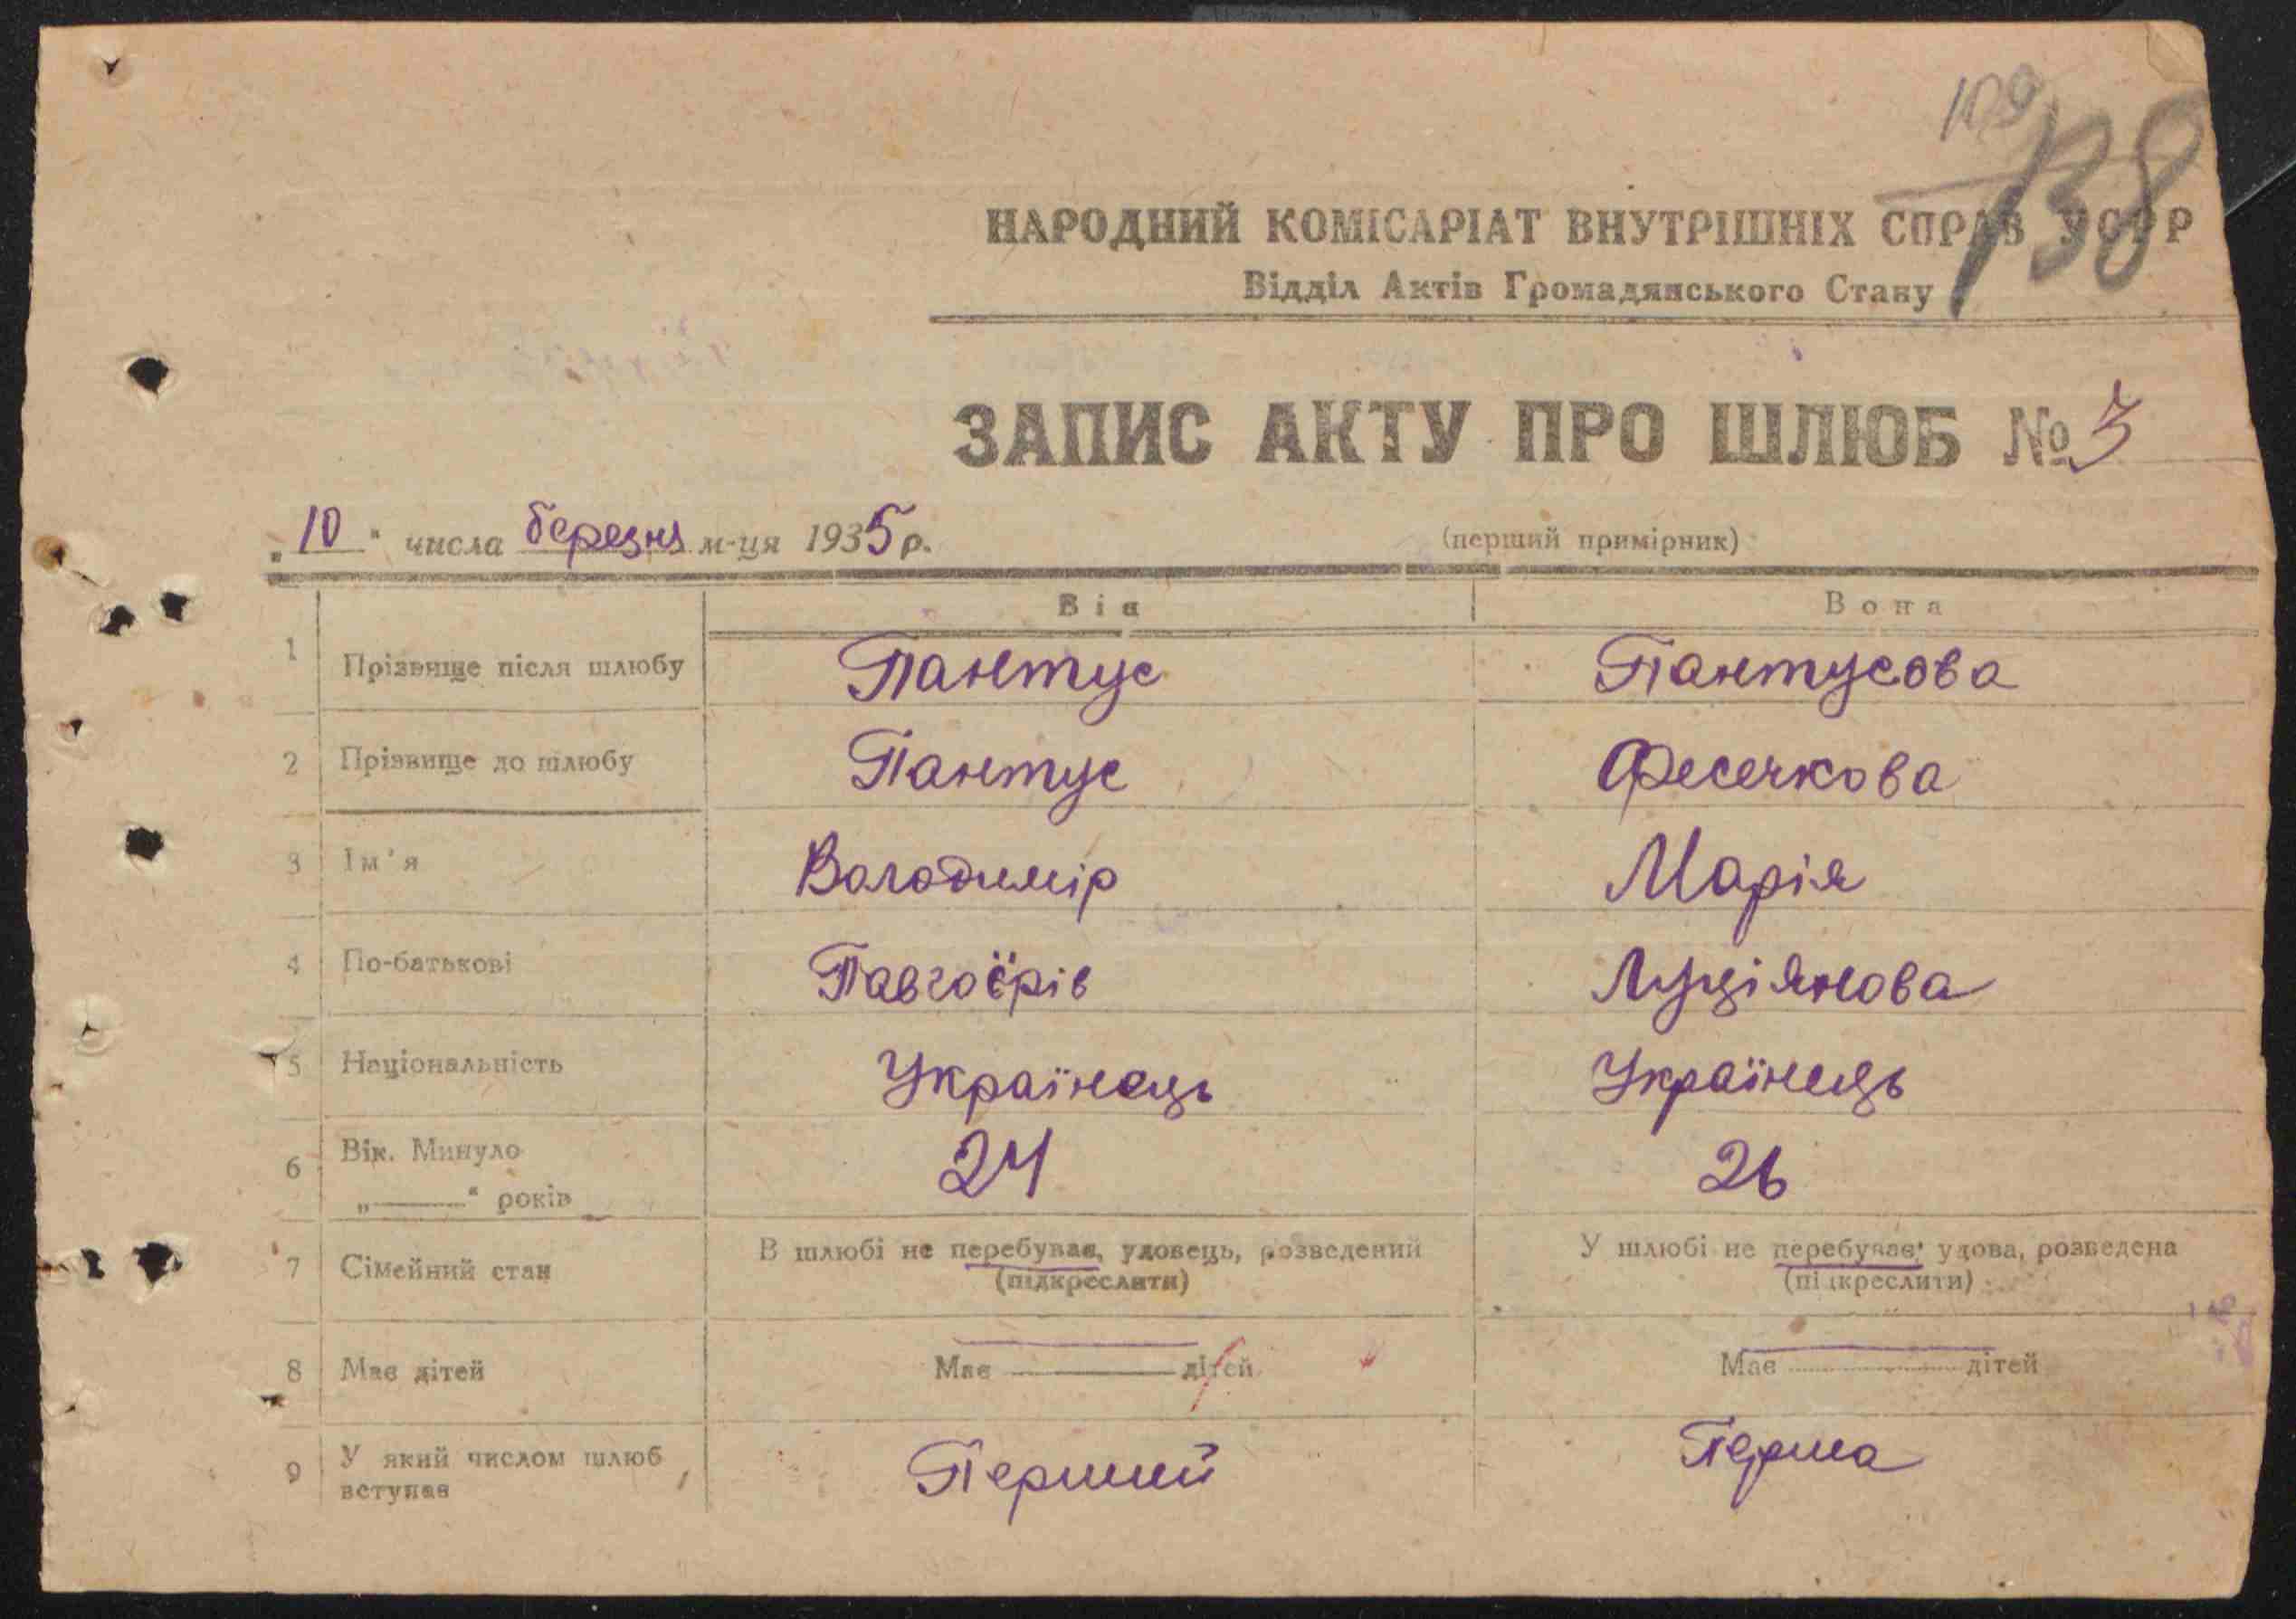 109
138
НАРОДНИЙ КОМІСАРІАТ ВНУТРІШНІХ СПРАВ УСРР
Відділ Актів Громадянського Стану
ЗАПИС АКТУ ПРО ШЛЮБ № 3
„10“ числа березня м-ця 1935 р.
(перший примірник)
Він Вона
1 Прізвище після шлюбу Пантус Пантусова
2 Прізвище до шлюбу Пантус Фесечкова
3 Ім'я Володимір Марія
4 По-батькові Луціянова
5 Національність Українець Українець
6 Вік. Минуло „——“ років 24 26
7 Сімейний стан В шлюбі не перебуває, удовець, розведений (підкреслити) У шлюбі не перебуває, удова, розведена (підкреслити)
8 Має дітей Має —— дітей Має —— дітей
9 У який числом шлюб вступає Перший Перша